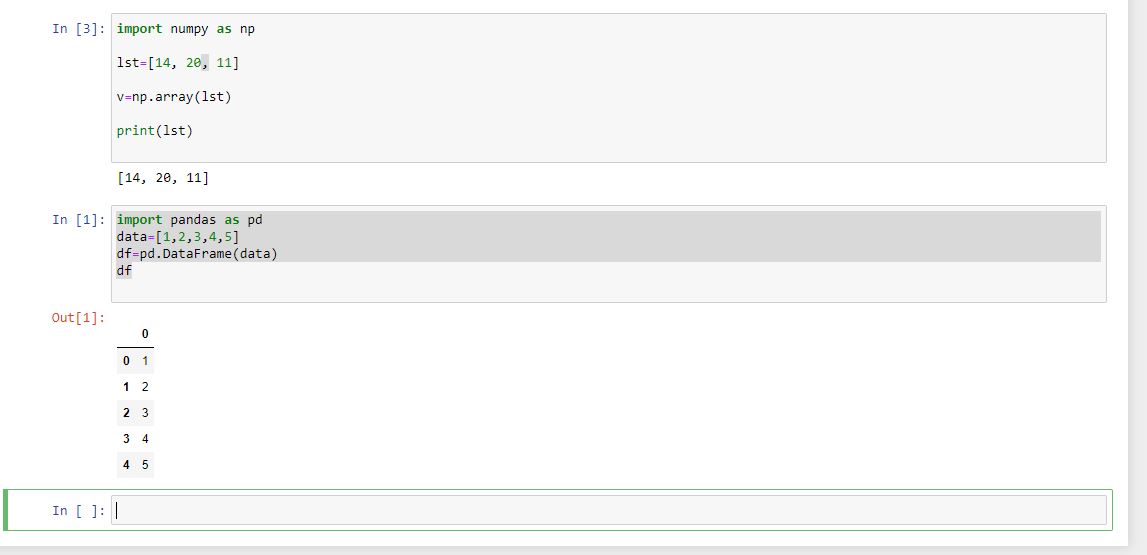 In [3]: import numpy as np
lst=[14, 20, 11]
v=np.array(lst)
print(lst)
[14, 20, 11]
In [1]: import pandas as pd
data=[1,2,3,4,5]
df=pd.DataFrame(data)
df
Out[1]:
0
0 1
1 2
2 3
3 4
4 5
In [ ]: